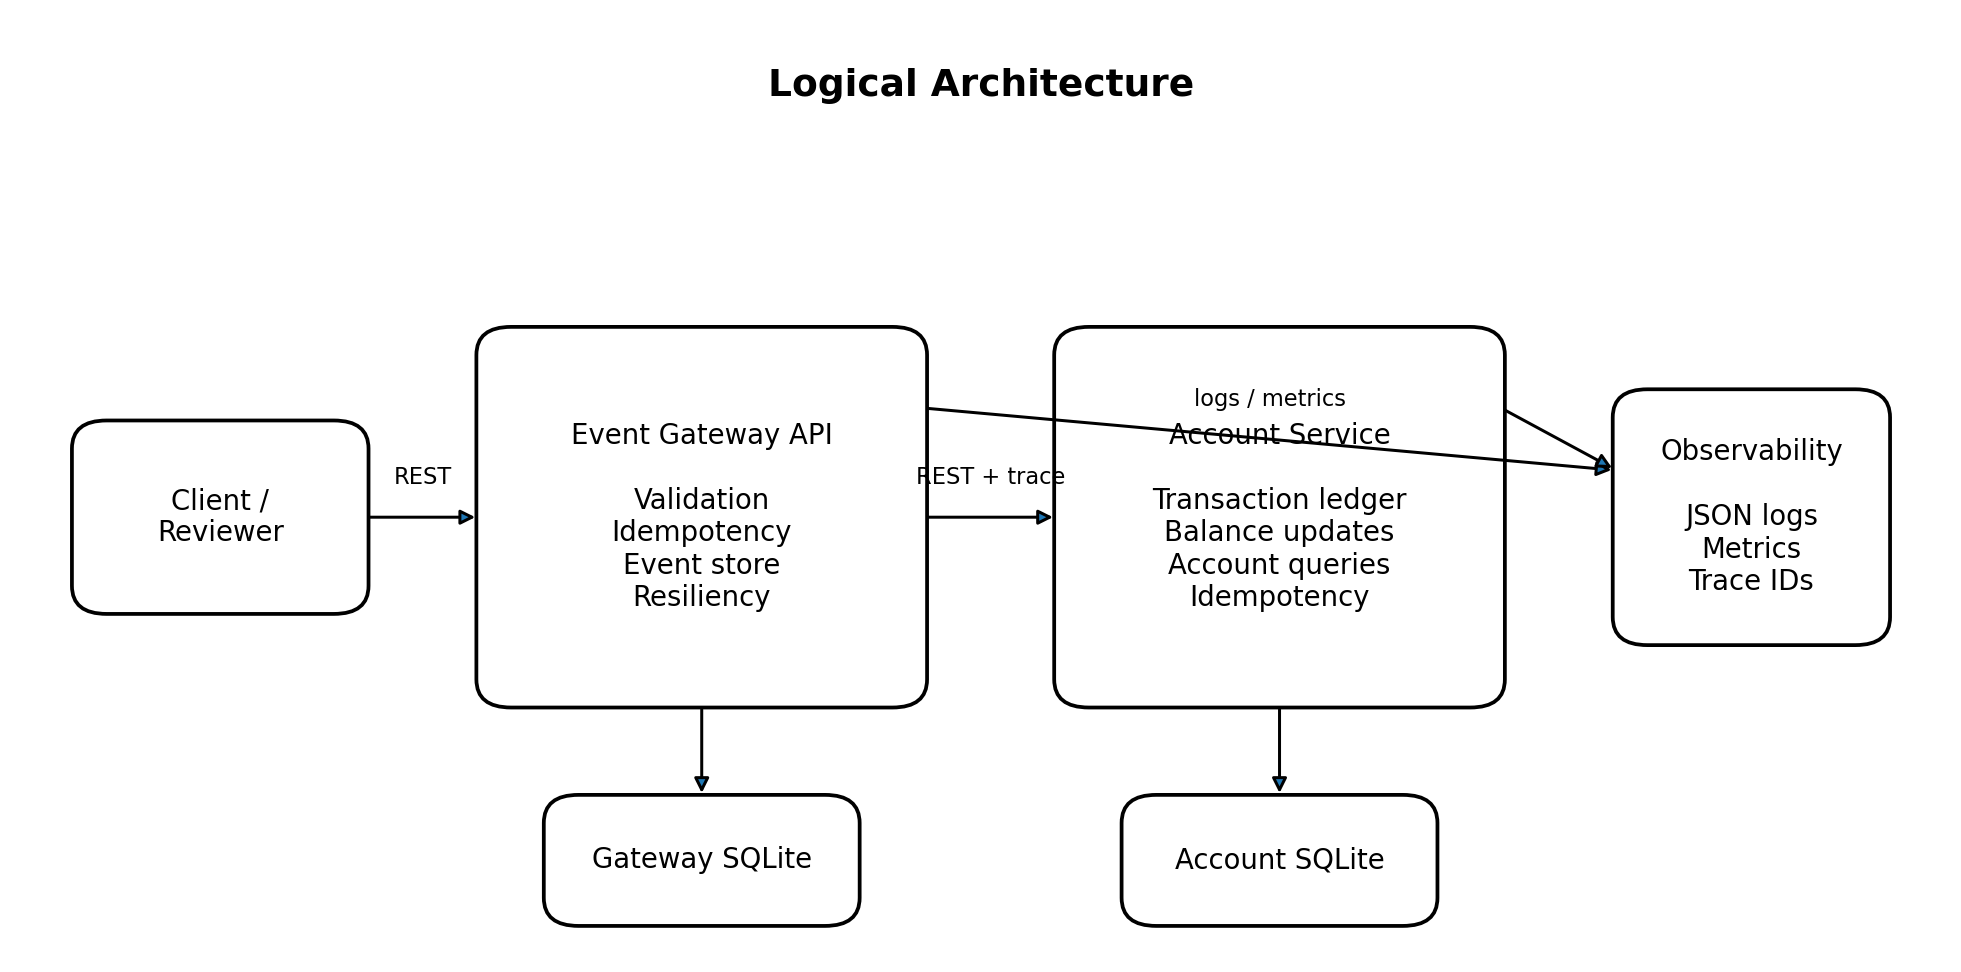 Logical Architecture
Client /
Reviewer
REST
Event Gateway API
Validation
Idempotency
Event store
Resiliency
REST + trace
logs / metrics
Account Service
Transaction ledger
Balance updates
Account queries
Idempotency
Observability
JSON logs
Metrics
Trace IDs
Gateway SQLite
Account SQLite